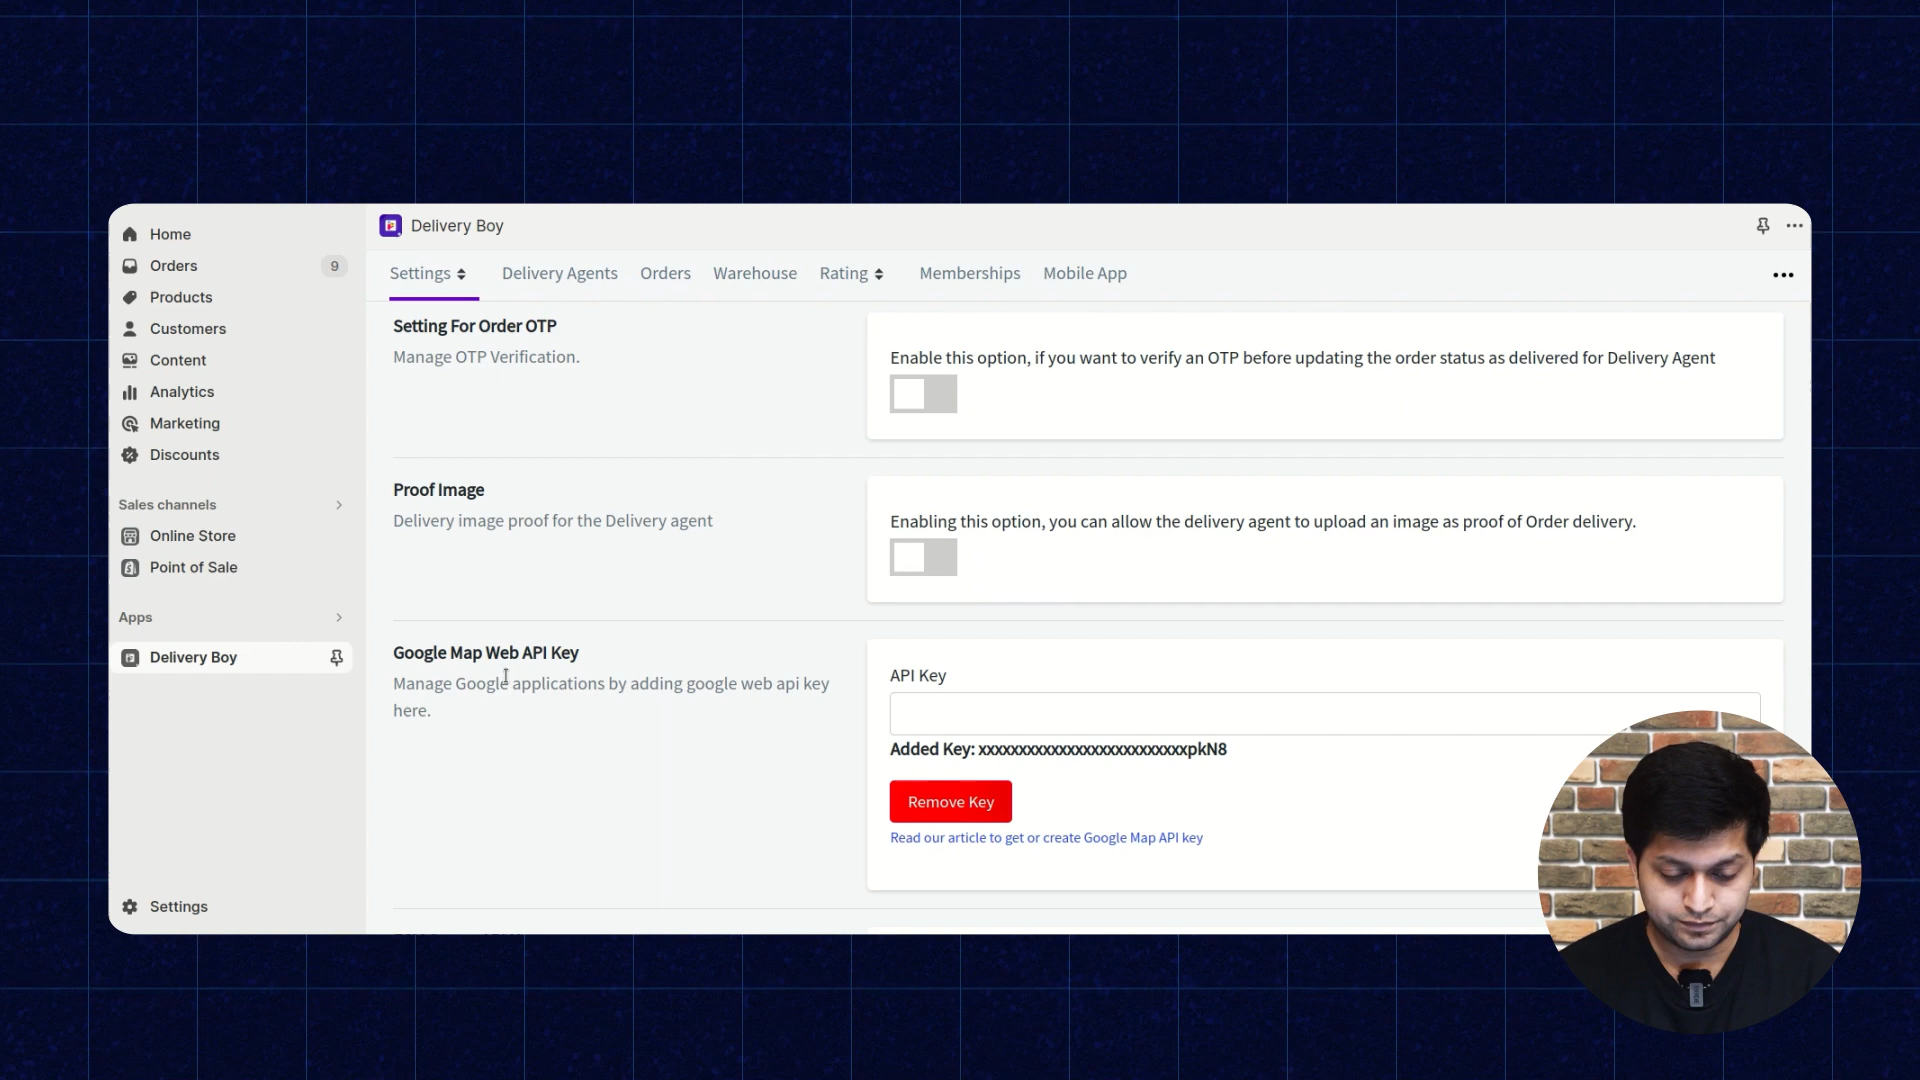 Home
Orders 9
Products
Customers
Content
Analytics
Marketing
Discounts
Sales channels
Online Store
Point of Sale
Apps
Delivery Boy
Settings
Delivery Boy
Settings Delivery Agents Orders Warehouse Rating Memberships Mobile App
Setting For Order OTP
Manage OTP Verification.
Enable this option, if you want to verify an OTP before updating the order status as delivered for Delivery Agent
Proof Image
Delivery image proof for the Delivery agent
Enabling this option, you can allow the delivery agent to upload an image as proof of Order delivery.
Google Map Web API Key
Manage Google applications by adding google web api key
here.
API Key
Added Key: xxxxxxxxxxxxxxxxxxxxxxxxxxpkN8
Remove Key
Read our article to get or create Google Map API key